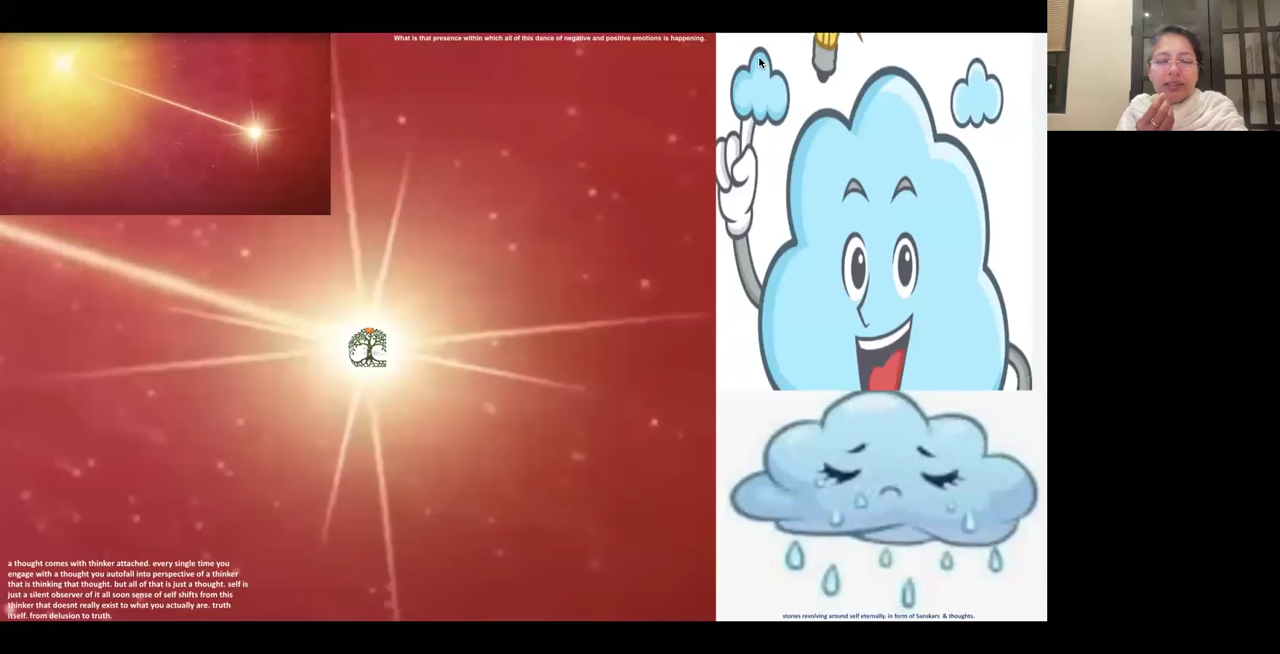 What is that presence within which all of this dance of negative and positive emotions is happening.
a thought comes with thinker attached. every single time you
engage with a thought you autofall into perspective of a thinker
that is thinking that thought. but all of that is just a thought. self is
just a silent observer of it all soon sense of self shifts from this
thinker that doesnt really exist to what you actually are. truth
itself. from delusion to truth.
stories revolving around self eternally. in form of Sanskars & thoughts.